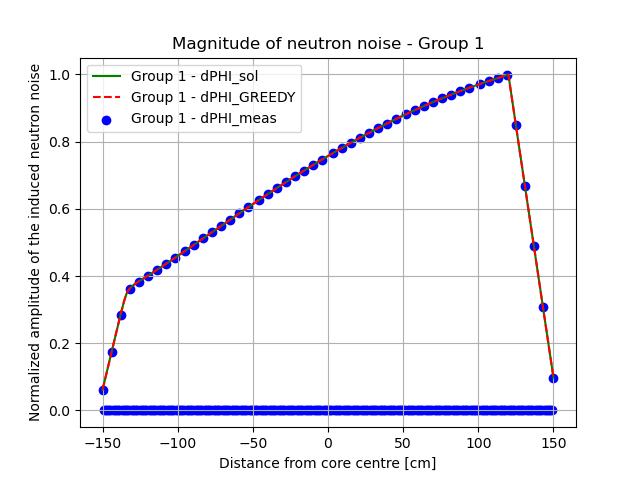 Magnitude of neutron noise - Group 1
Normalized amplitude of the induced neutron noise
1.0
0.8
0.6
0.4
0.2
0.0
Group 1 - dPHI_sol
Group 1 - dPHI_GREEDY
Group 1 - dPHI_meas
−150
−100
−50
0
50
100
150
Distance from core centre [cm]